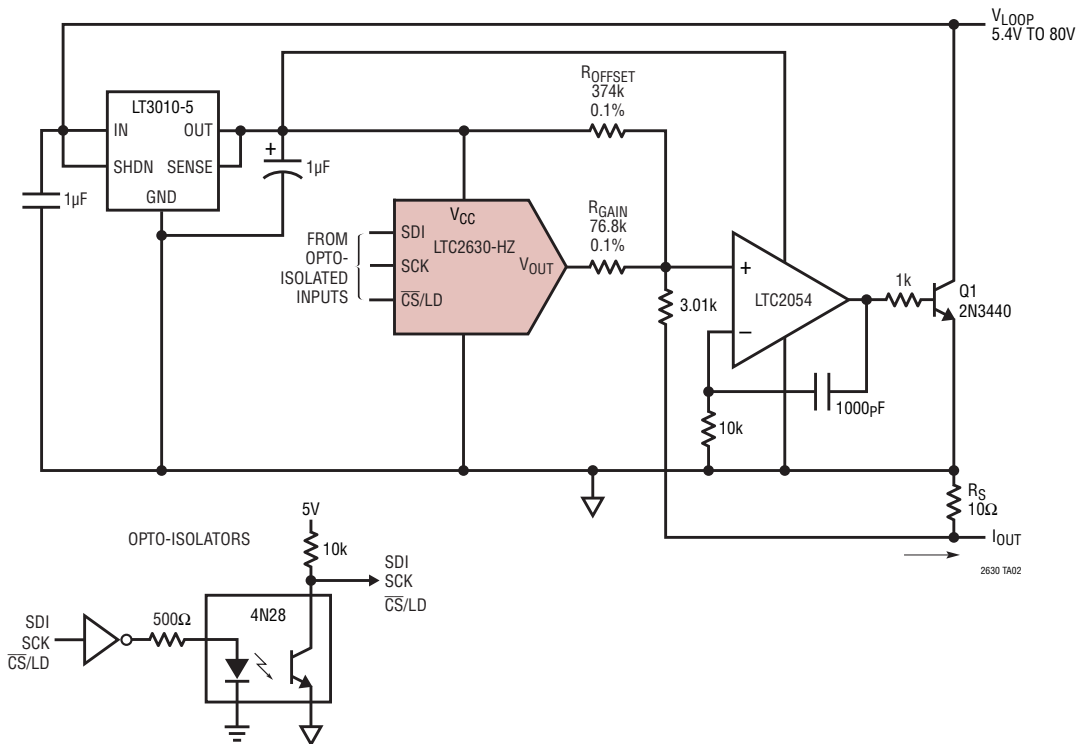 VLOOP
5.4V TO 80V
LT3010-5
IN
OUT
SHDN
SENSE
GND
1µF
+
1µF
ROFFSET
374k
0.1%
RGAIN
76.8k
0.1%
FROM
OPTO-
ISOLATED
INPUTS
SDI
SCK
CS/LD
VCC
LTC2630-HZ
VOUT
3.01k
+
–
LTC2054
1k
Q1
2N3440
1000pF
10k
RS
10Ω
IOUT
2630 TA02
OPTO-ISOLATORS
5V
10k
SDI
SCK
CS/LD
4N28
500Ω
SDI
SCK
CS/LD